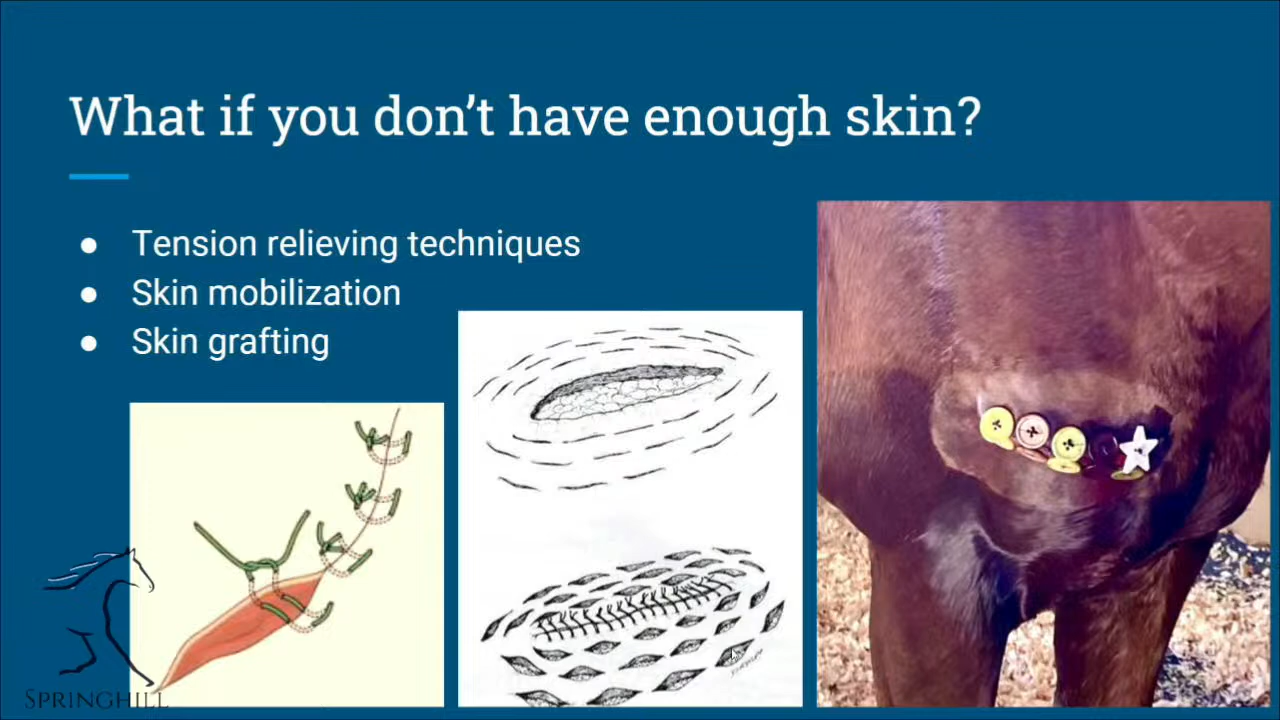 What if you don't have enough skin?
● Tension relieving techniques
● Skin mobilization
● Skin grafting
SPRINGHILL